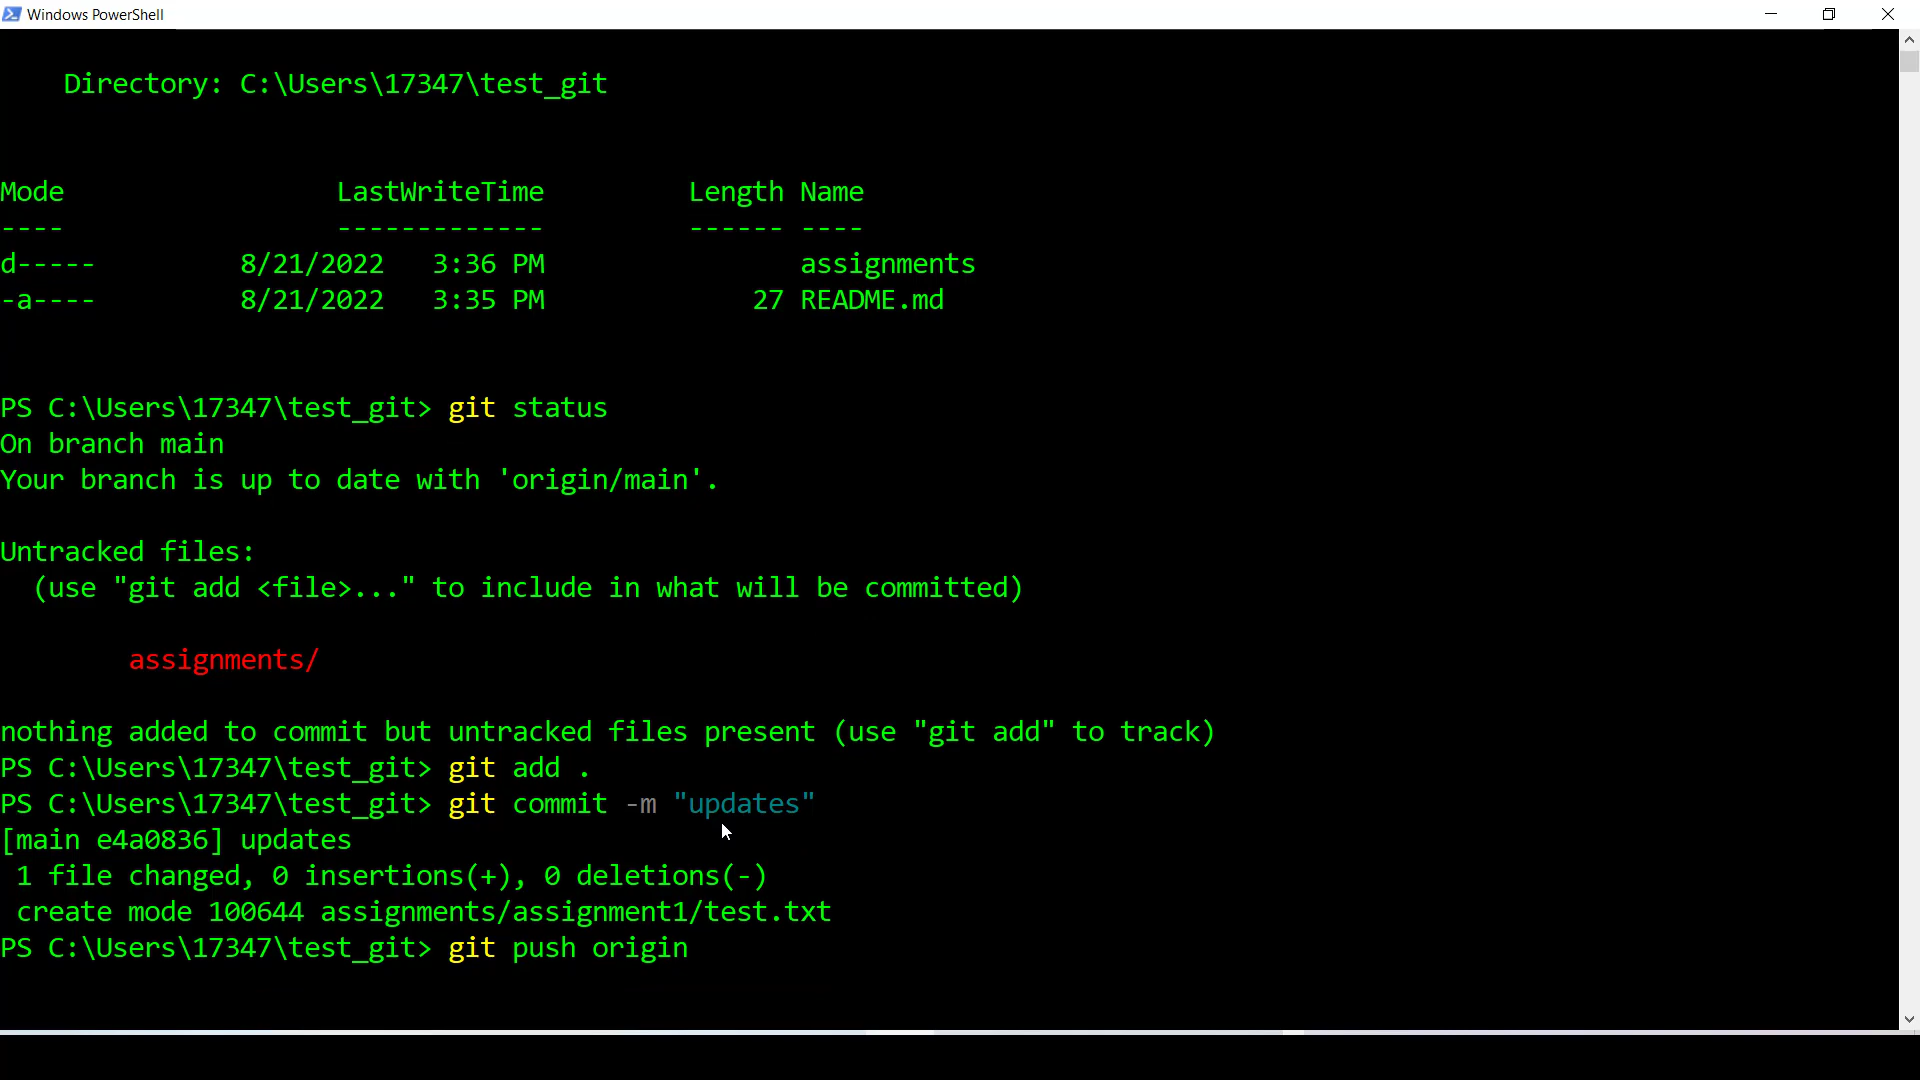 Windows PowerShell
Directory: C:\Users\17347\test_git
Mode LastWriteTime Length Name
---- ------------- ------ ----
d----- 8/21/2022 3:36 PM assignments
-a---- 8/21/2022 3:35 PM 27 README.md
PS C:\Users\17347\test_git> git status
On branch main
Your branch is up to date with 'origin/main'.
Untracked files:
(use "git add <file>..." to include in what will be committed)
assignments/
nothing added to commit but untracked files present (use "git add" to track)
PS C:\Users\17347\test_git> git add .
PS C:\Users\17347\test_git> git commit -m "updates"
[main e4a0836] updates
1 file changed, 0 insertions(+), 0 deletions(-)
create mode 100644 assignments/assignment1/test.txt
PS C:\Users\17347\test_git> git push origin